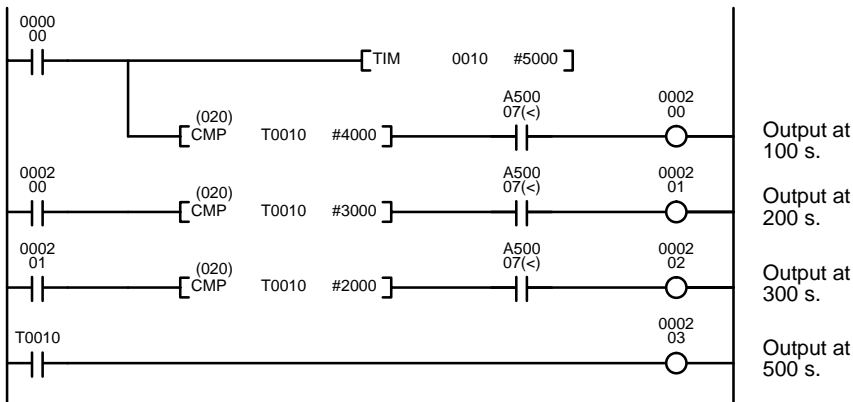 0000
00
TIM 0010 #5000
(020)
CMP T0010 #4000
A500
07(<)
0002
00
Output at
100 s.
0002
00
(020)
CMP T0010 #3000
A500
07(<)
0002
01
Output at
200 s.
0002
01
(020)
CMP T0010 #2000
A500
07(<)
0002
02
Output at
300 s.
T0010
0002
03
Output at
500 s.